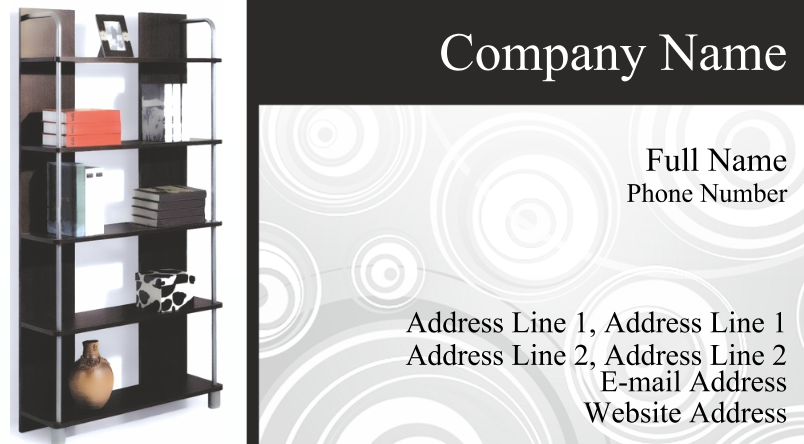 Company Name
Full Name
Phone Number
Address Line 1, Address Line 1
Address Line 2, Address Line 2
E-mail Address
Website Address